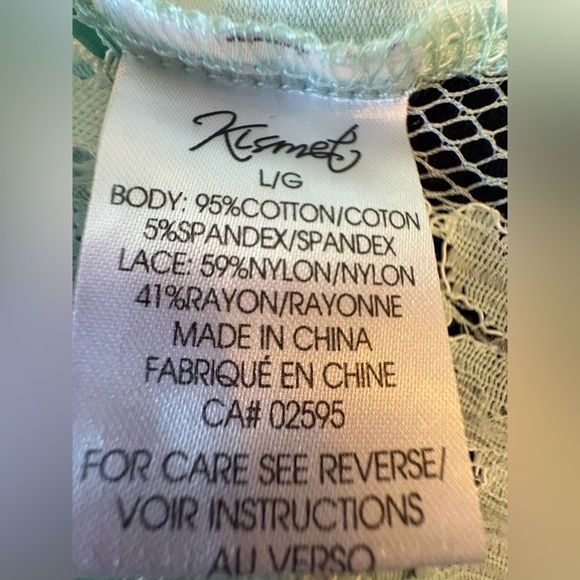 Kismet
L/G
BODY: 95%COTTON/COTON
5%SPANDEX/SPANDEX
LACE: 59%NYLON/NYLON
41%RAYON/RAYONNE
MADE IN CHINA
FABRIQUÉ EN CHINE
CA# 02595
FOR CARE SEE REVERSE/
VOIR INSTRUCTIONS
AU VERSO